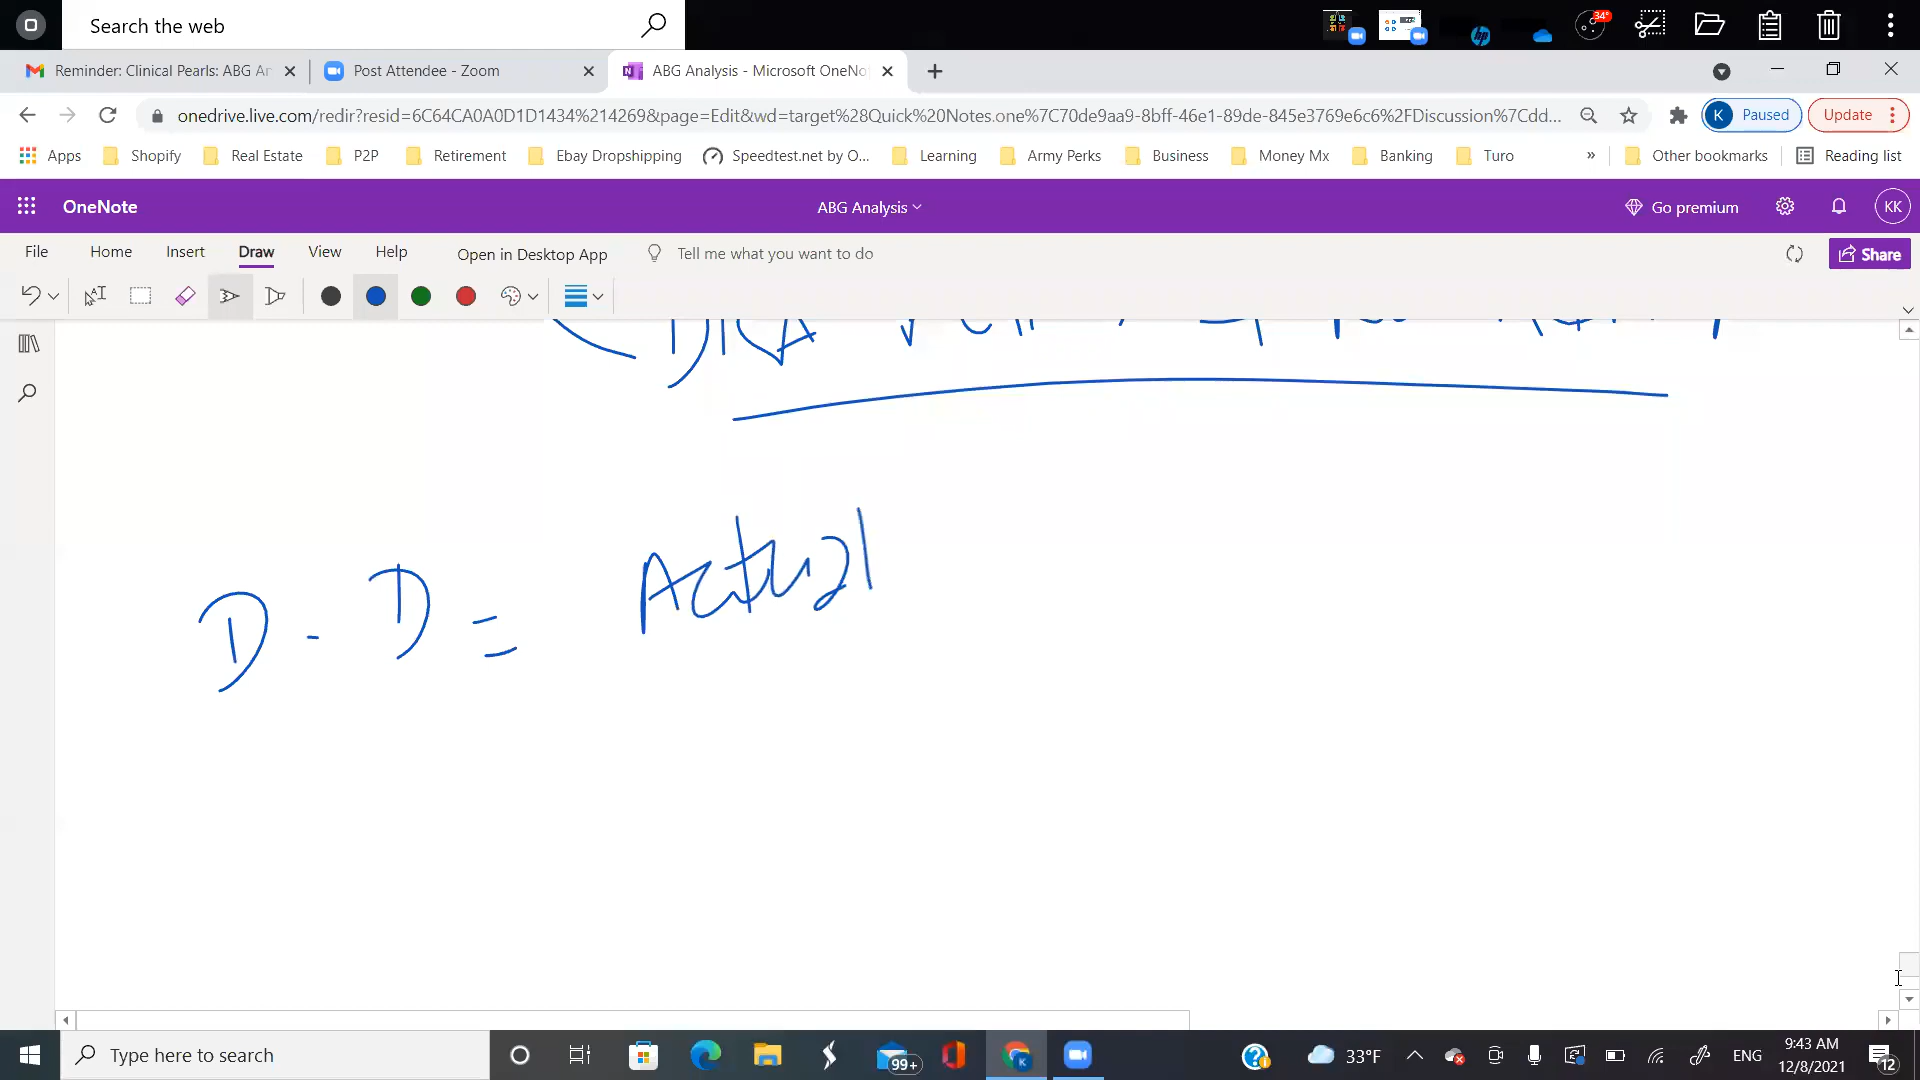 Search the web
34°
Reminder: Clinical Pearls: ABG Ar
Post Attendee - Zoom
ABG Analysis - Microsoft OneNo
onedrive.live.com/redir?resid=6C64CA0A0D1D1434%214269&page=Edit&wd=target%28Quick%20Notes.one%7C70de9aa9-8bff-46e1-89de-845e3769e6c6%2FDiscussion%7Cdd...
K Paused
Update
Apps Shopify Real Estate P2P Retirement Ebay Dropshipping Speedtest.net by O... Learning Army Perks Business Money Mx Banking Turo » Other bookmarks Reading list
OneNote
ABG Analysis
Go premium
KK
File Home Insert Draw View Help Open in Desktop App Tell me what you want to do
Share
D - D = Actual
Type here to search
99+
33°F
ENG
9:43 AM
12/8/2021
12